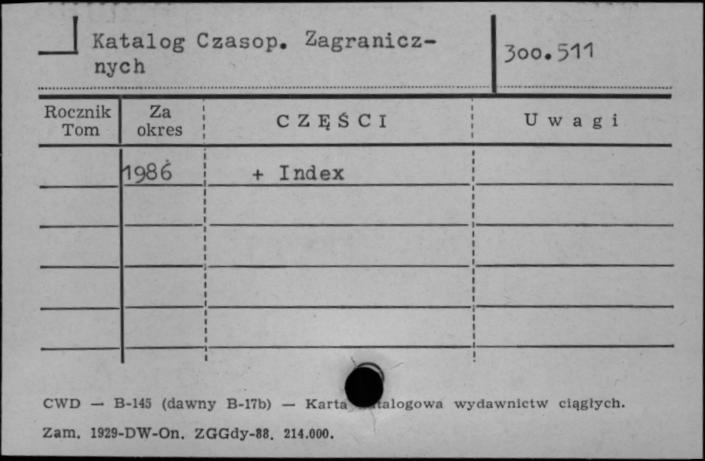 Katalog Czasop. Zagranicz-
nych
300.511
Rocznik
Tom
Za
okres
CZĘŚCI
Uwagi
1986 + Index
CWD — B-145 (dawny B-17b) — Karta talogowa wydawnictw ciągłych.
Zam. 1929-DW-On. ZGGdy-88. 214.000.